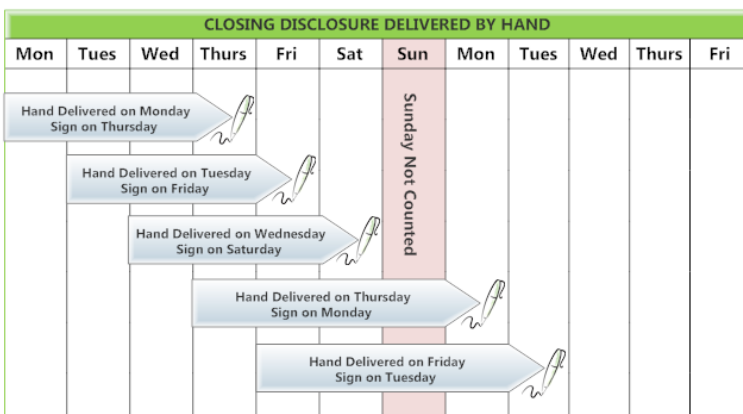 CLOSING DISCLOSURE DELIVERED BY HAND
Mon Tues Wed Thurs Fri Sat Sun Mon Tues Wed Thurs Fri
Hand Delivered on Monday
Sign on Thursday
Hand Delivered on Tuesday
Sign on Friday
Hand Delivered on Wednesday
Sign on Saturday
Sunday Not Counted
Hand Delivered on Thursday
Sign on Monday
Hand Delivered on Friday
Sign on Tuesday